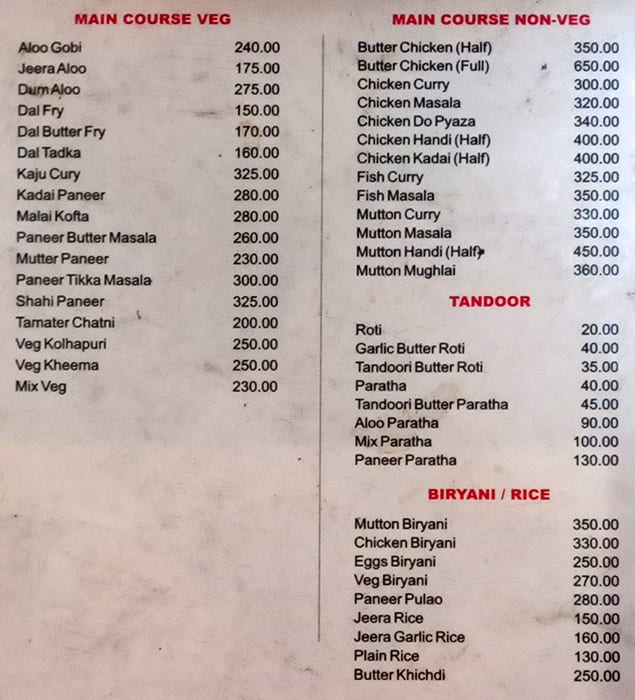 MAIN COURSE VEG
Aloo Gobi 240.00
Jeera Aloo 175.00
Dum Aloo 275.00
Dal Fry 150.00
Dal Butter Fry 170.00
Dal Tadka 160.00
Kaju Cury 325.00
Kadai Paneer 280.00
Malai Kofta 280.00
Paneer Butter Masala 260.00
Mutter Paneer 230.00
Paneer Tikka Masala 300.00
Shahi Paneer 325.00
Tamater Chatni 200.00
Veg Kolhapuri 250.00
Veg Kheema 250.00
Mix Veg 230.00
MAIN COURSE NON-VEG
Butter Chicken (Half) 350.00
Butter Chicken (Full) 650.00
Chicken Curry 300.00
Chicken Masala 320.00
Chicken Do Pyaza 340.00
Chicken Handi (Half) 400.00
Chicken Kadai (Half) 400.00
Fish Curry 325.00
Fish Masala 350.00
Mutton Curry 330.00
Mutton Masala 350.00
Mutton Handi (Half) 450.00
Mutton Mughlai 360.00
TANDOOR
Roti 20.00
Garlic Butter Roti 40.00
Tandoori Butter Roti 35.00
Paratha 40.00
Tandoori Butter Paratha 45.00
Aloo Paratha 90.00
Mix Paratha 100.00
Paneer Paratha 130.00
BIRYANI / RICE
Mutton Biryani 350.00
Chicken Biryani 330.00
Eggs Biryani 250.00
Veg Biryani 270.00
Paneer Pulao 280.00
Jeera Rice 150.00
Jeera Garlic Rice 160.00
Plain Rice 130.00
Butter Khichdi 250.00